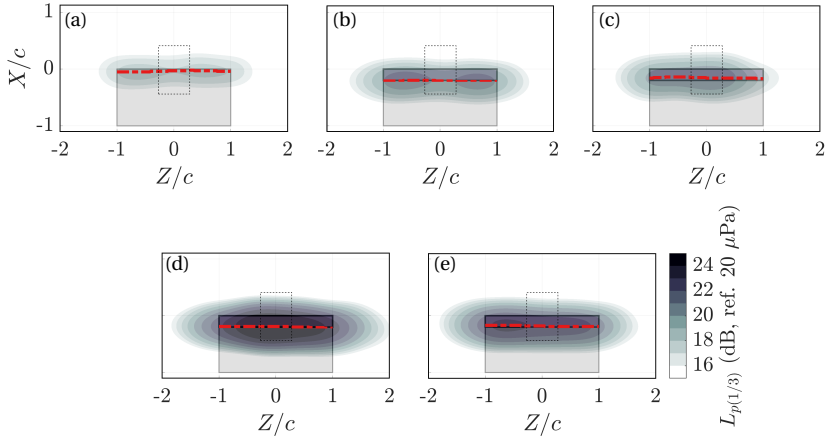 (a) (b) (c)
1
0
-1
X/c
-2 -1 0 1 2 -2 -1 0 1 2 -2 -1 0 1 2
Z/c Z/c Z/c
(d) (e)
24
22
20
18
16
L_{p(1/3)} (dB, ref. 20 μPa)
-2 -1 0 1 2 -2 -1 0 1 2
Z/c Z/c